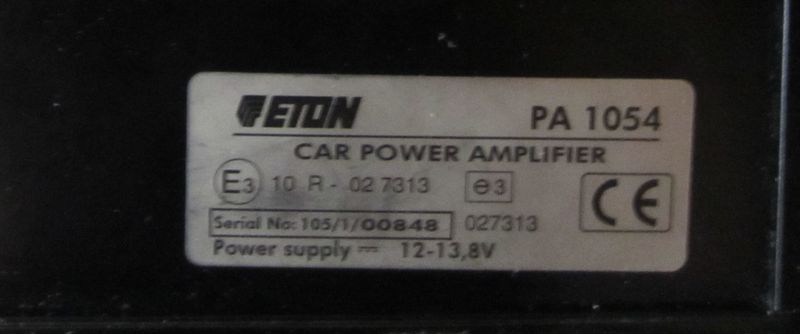 ETON PA 1054
CAR POWER AMPLIFIER
E3 10 R - 02 7313 e3
CE
Serial No: 105/1/00848 027313
Power supply ⎓ 12-13,8V